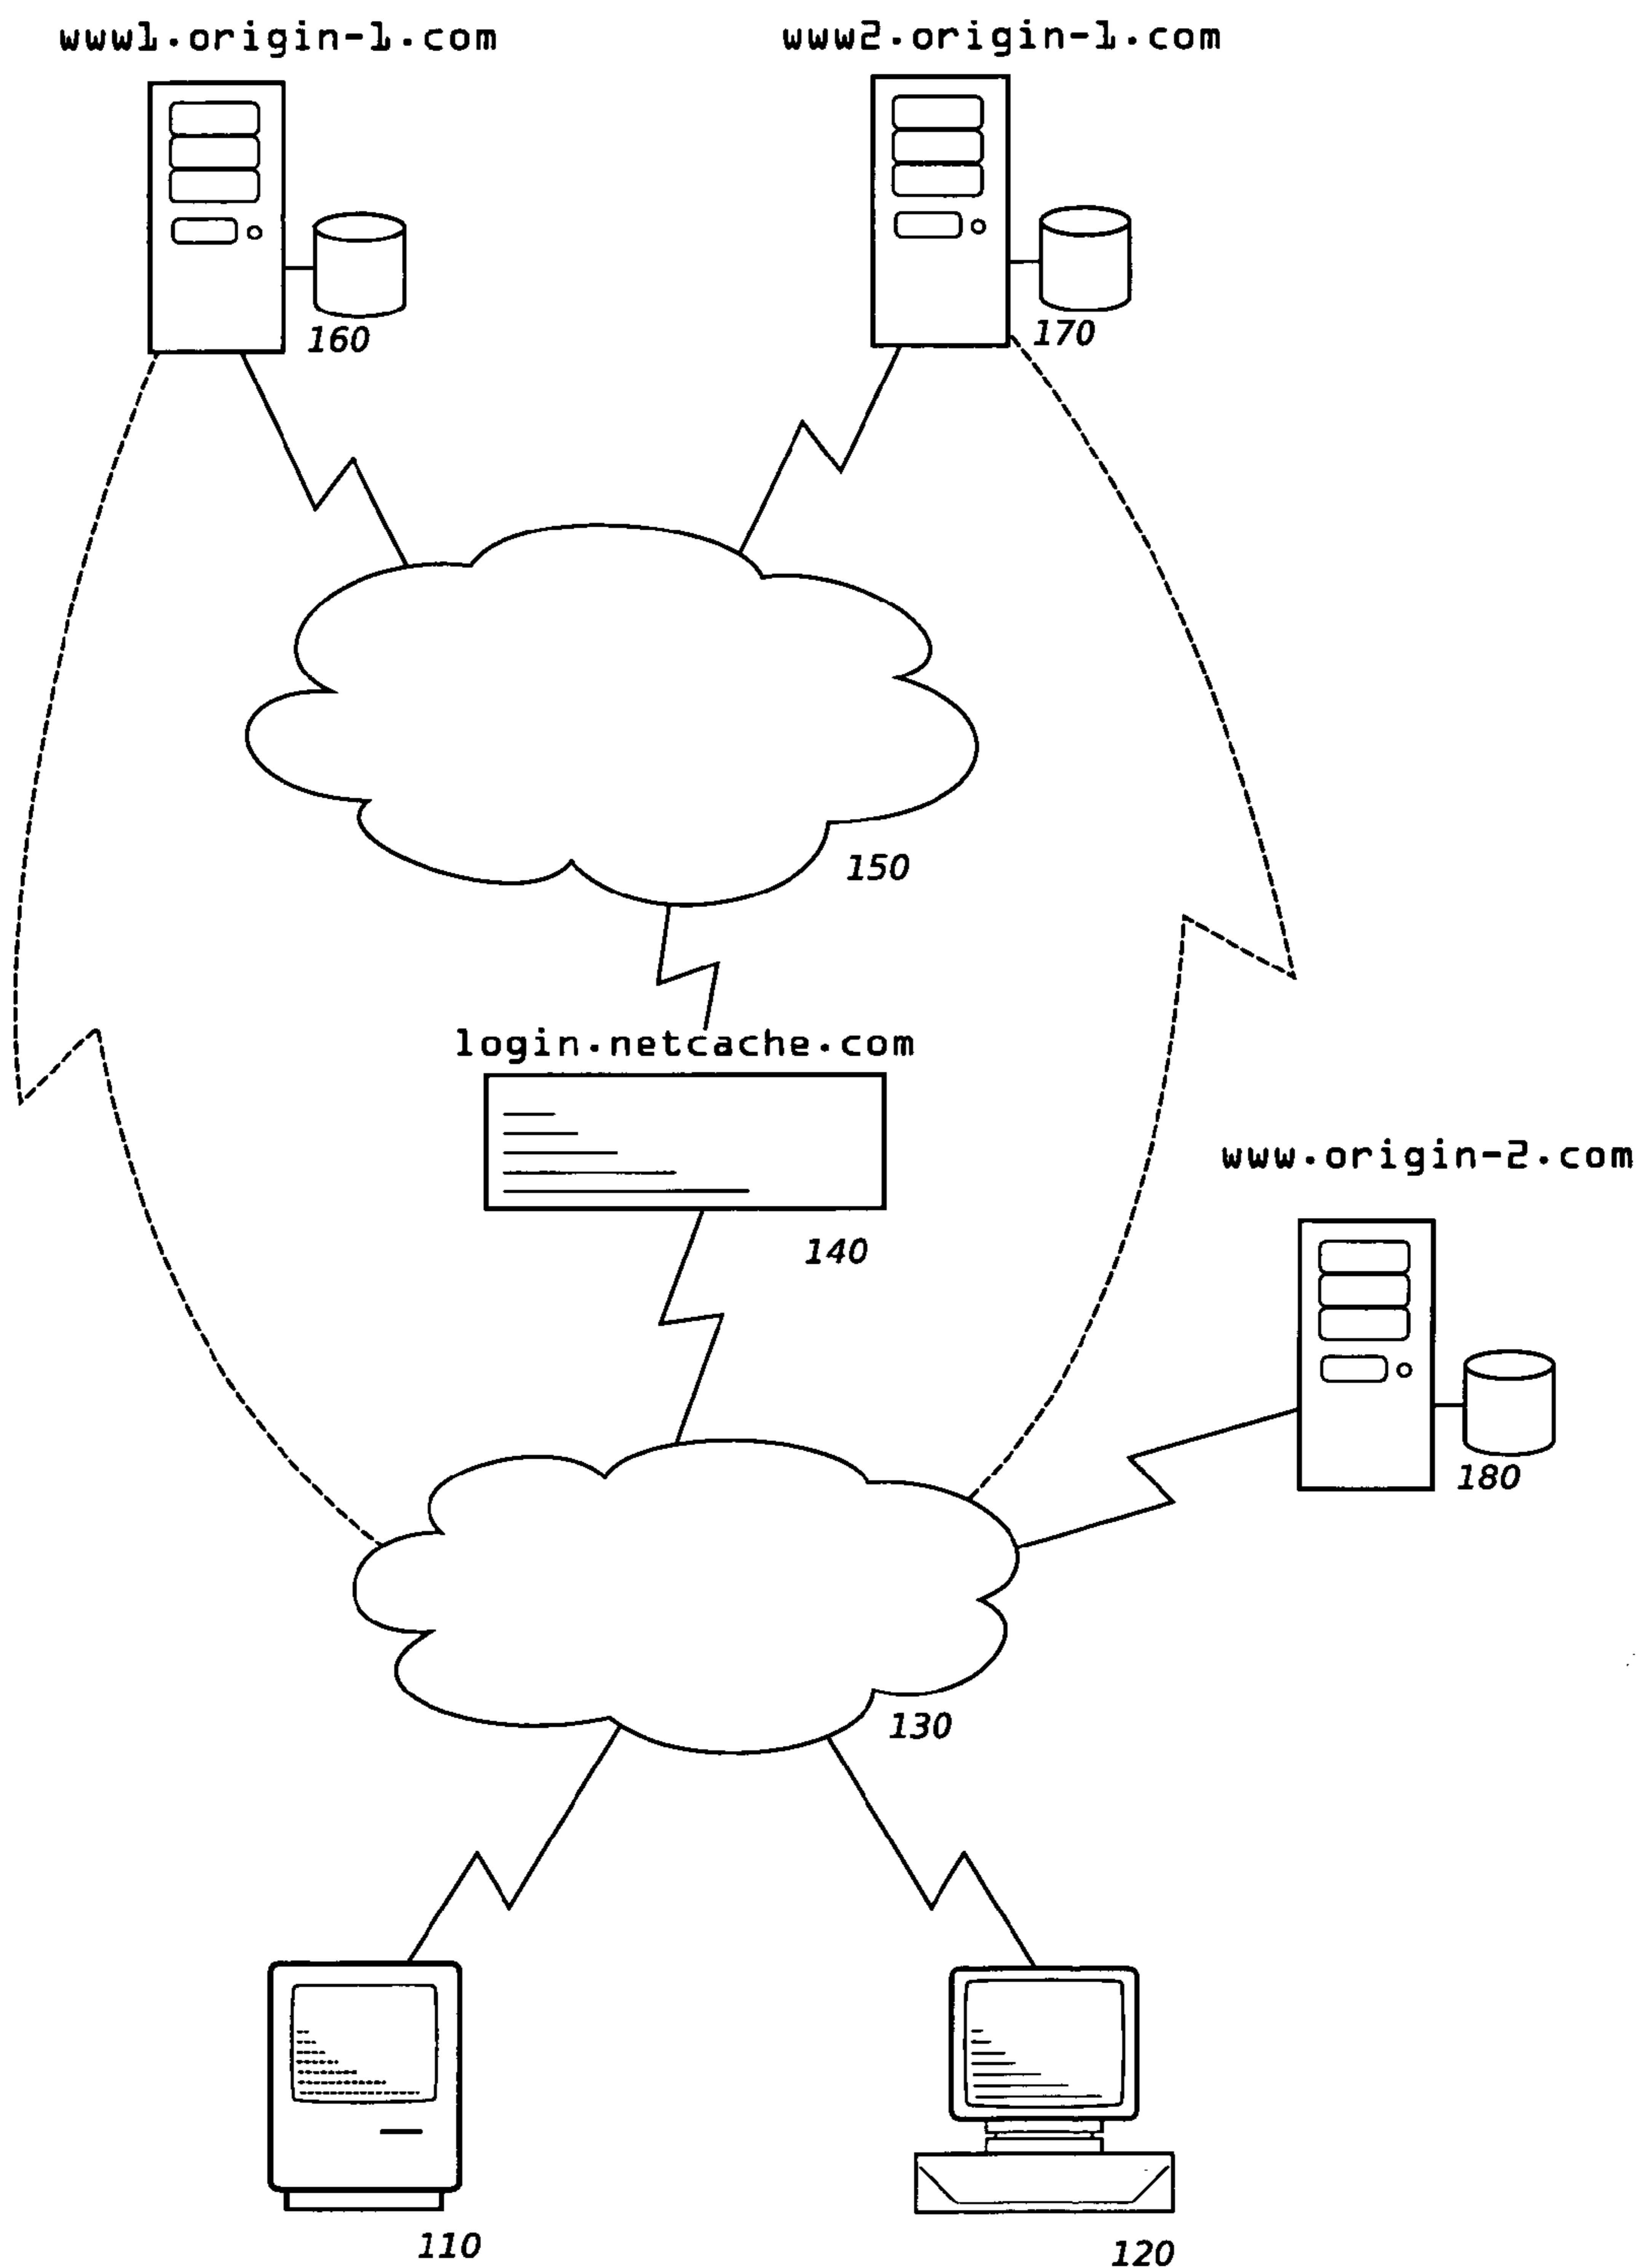 www1.origin-1.com
www2.origin-1.com
160
170
150
login.netcache.com
www.origin-2.com
140
180
130
110
120